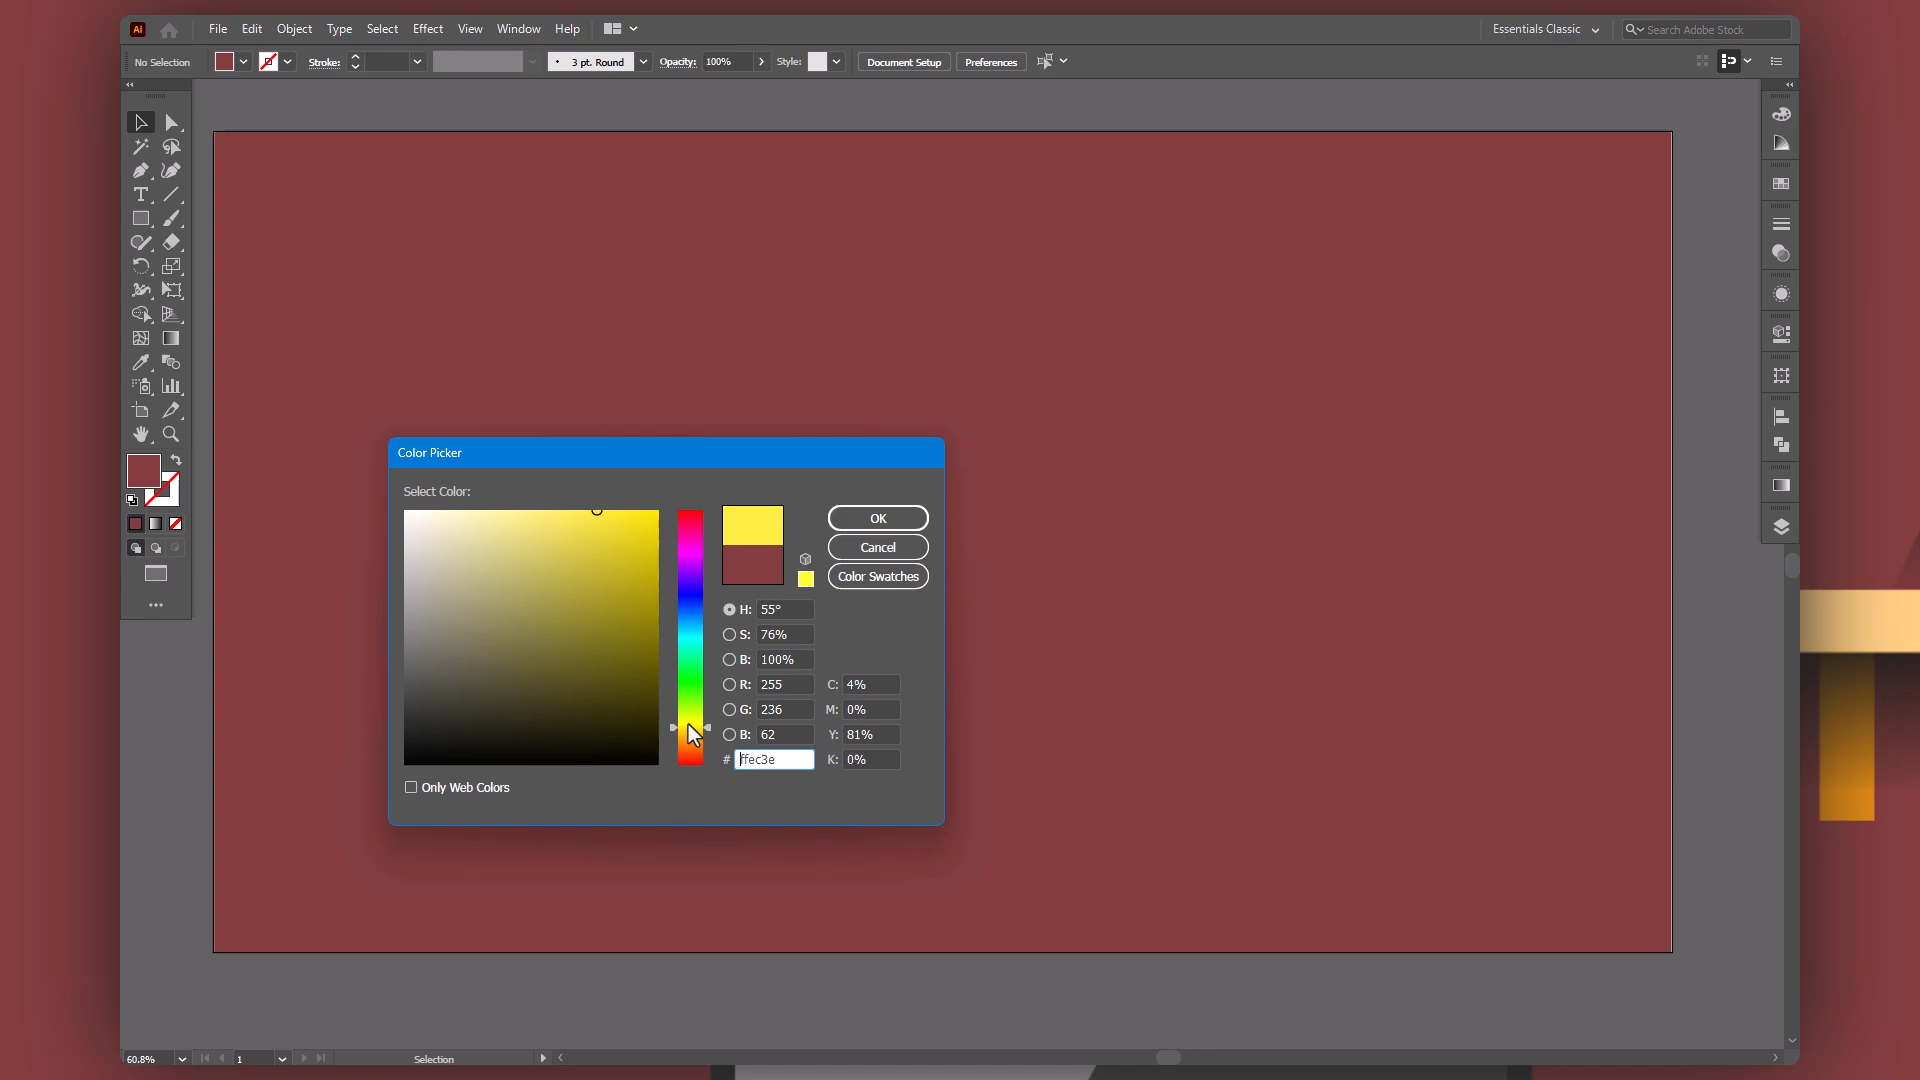 Ai File Edit Object Type Select Effect View Window Help Essentials Classic Search Adobe Stock
No Selection Stroke: 3 pt. Round Opacity: 100% Style: Document Setup Preferences
Color Picker
Select Color:
OK
Cancel
Color Swatches
H: 55°
S: 76%
B: 100%
R: 255 C: 4%
G: 236 M: 0%
B: 62 Y: 81%
# ffec3e K: 0%
Only Web Colors
60.8% 1 Selection